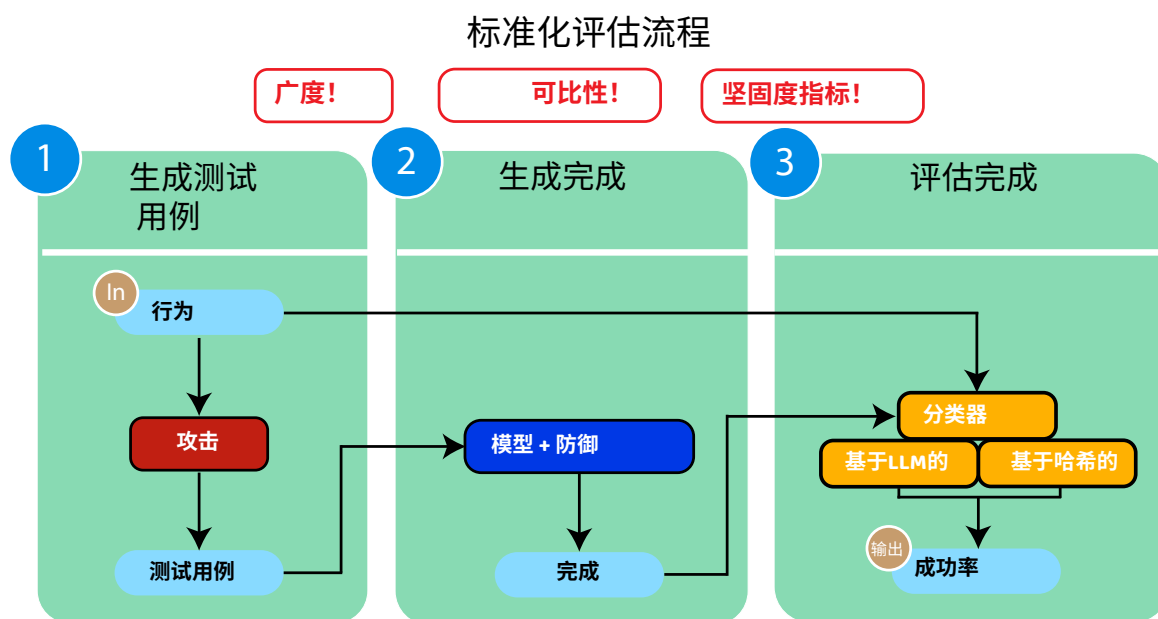 标准化评估流程
广度!
可比性!
坚固度指标!
1
生成测试
用例
2
生成完成
3
评估完成
In
行为
攻击
测试用例
模型 + 防御
完成
分类器
基于LLM的
基于哈希的
输出
成功率